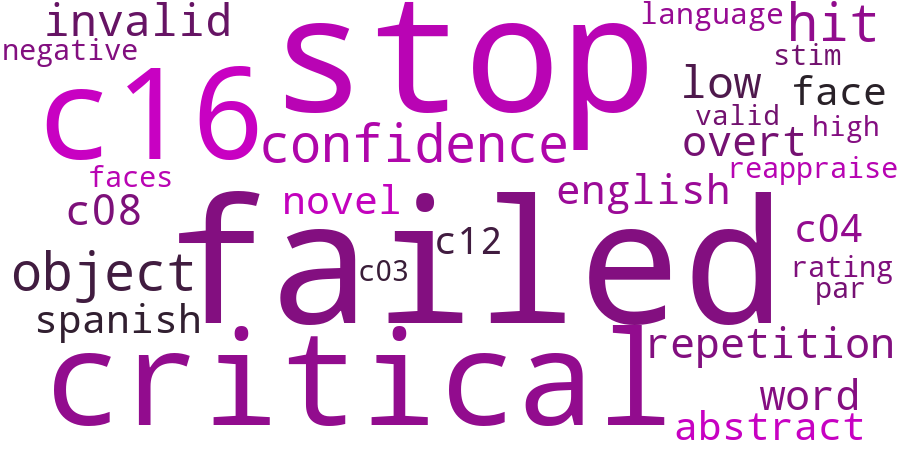 invalid
stop
language
hit
negative
stim
c16
low
face
valid
high
confidence
overt
faces
reappraise
c08
novel
english
failed
c12
c04
object
c03
rating
par
spanish
critical
repetition
word
abstract